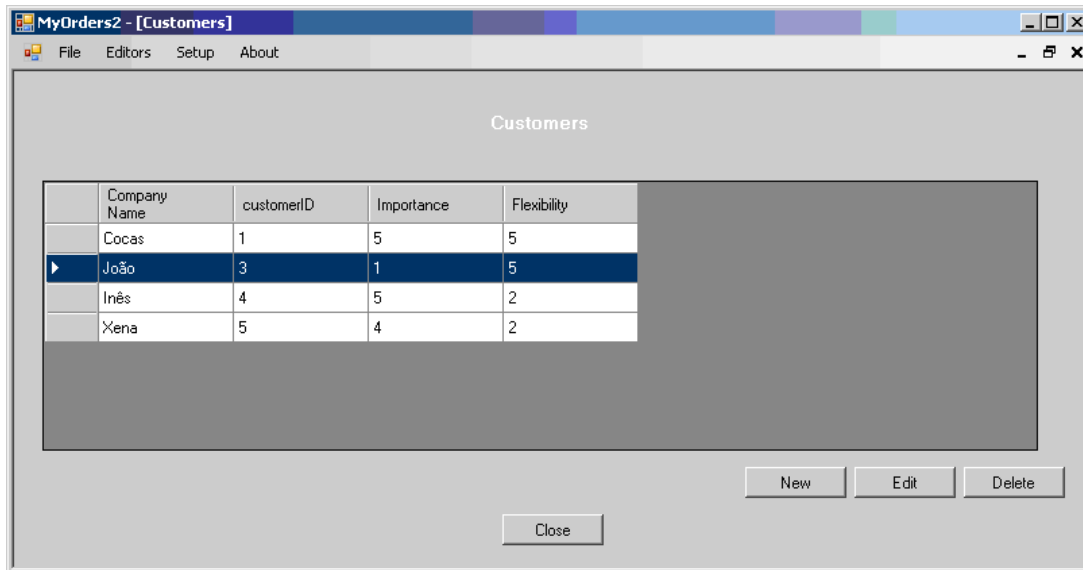 MyOrders2 - [Customers]
File Editors Setup About
Customers
Company
Name customerID Importance Flexibility
Cocas 1 5 5
João 3 1 5
Inês 4 5 2
Xena 5 4 2
New Edit Delete
Close